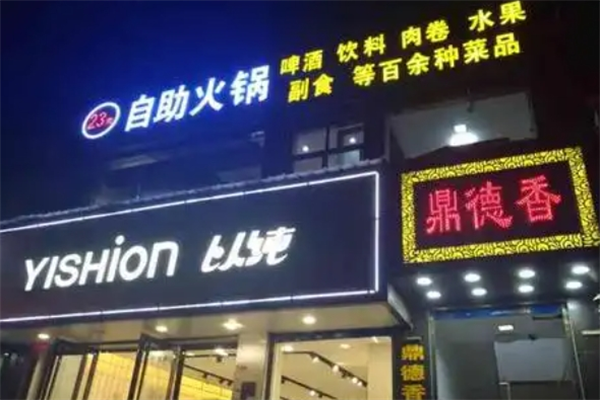 23元 自助火锅
啤酒 饮料 肉卷 水果
副食 等百余种菜品
YISHION 以纯
鼎德香
鼎德香